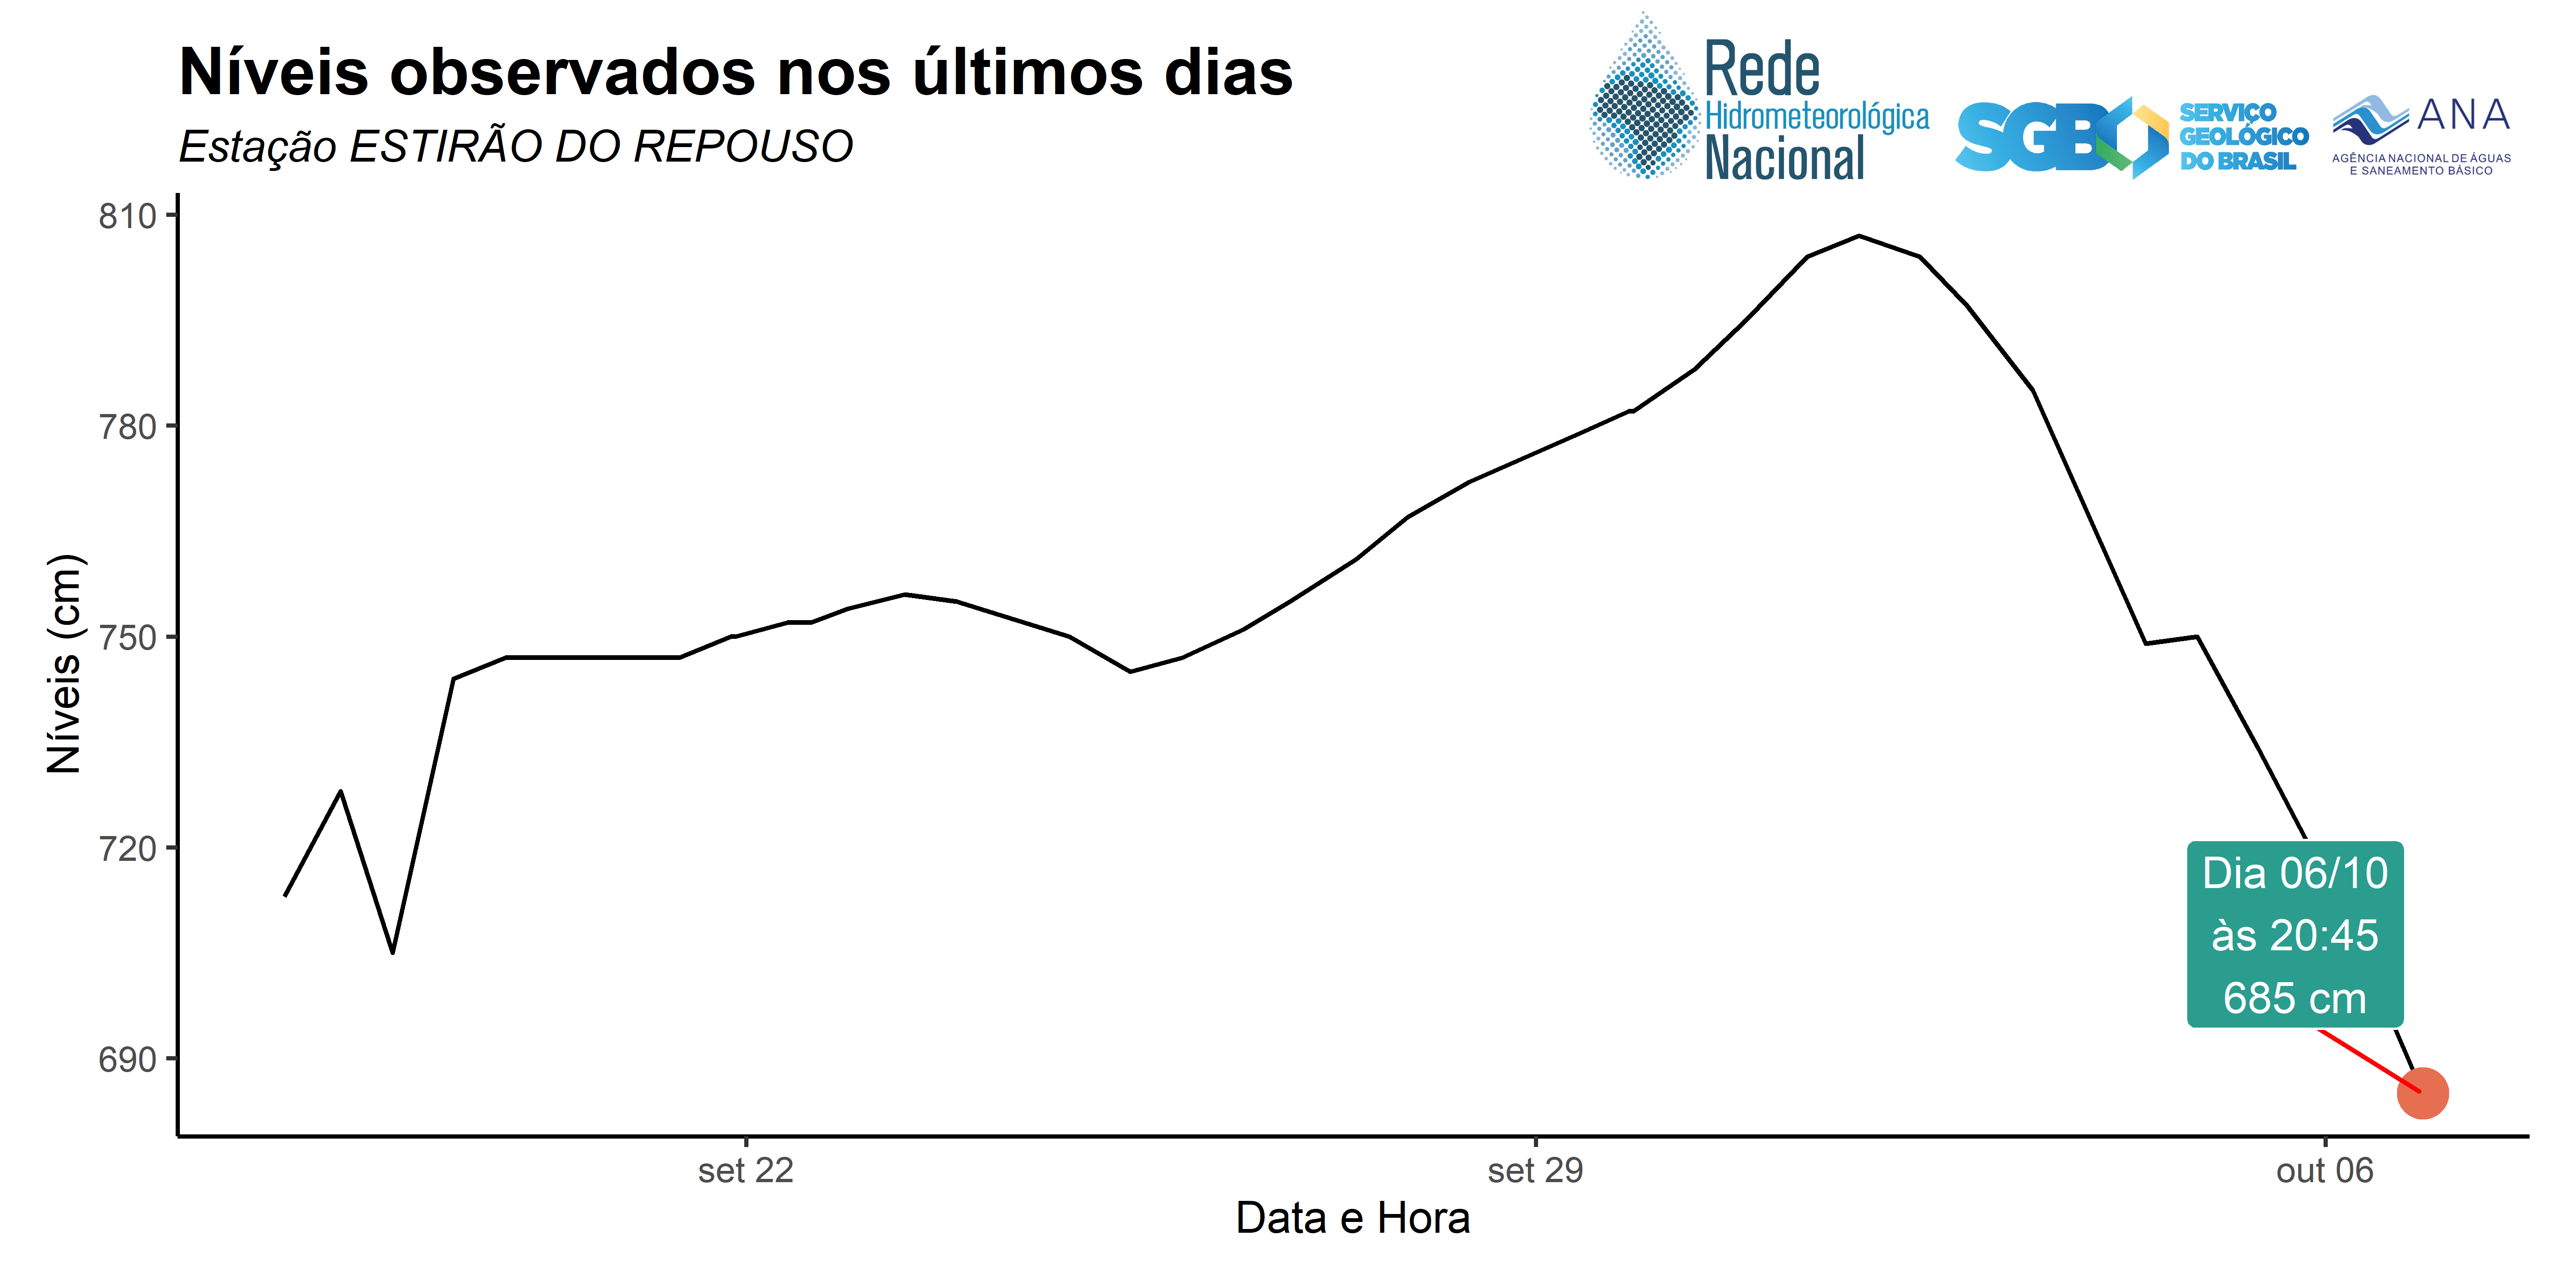 Níveis observados nos últimos dias
Estação ESTIRÃO DO REPOUSO
Rede
Hidrometeorológica
Nacional
SGB
SERVIÇO
GEOLÓGICO
DO BRASIL
ANA
AGÊNCIA NACIONAL DE ÁGUAS
E SANEAMENTO BÁSICO
810
780
750
720
690
Níveis (cm)
Dia 06/10
às 20:45
685 cm
set 22
set 29
out 06
Data e Hora